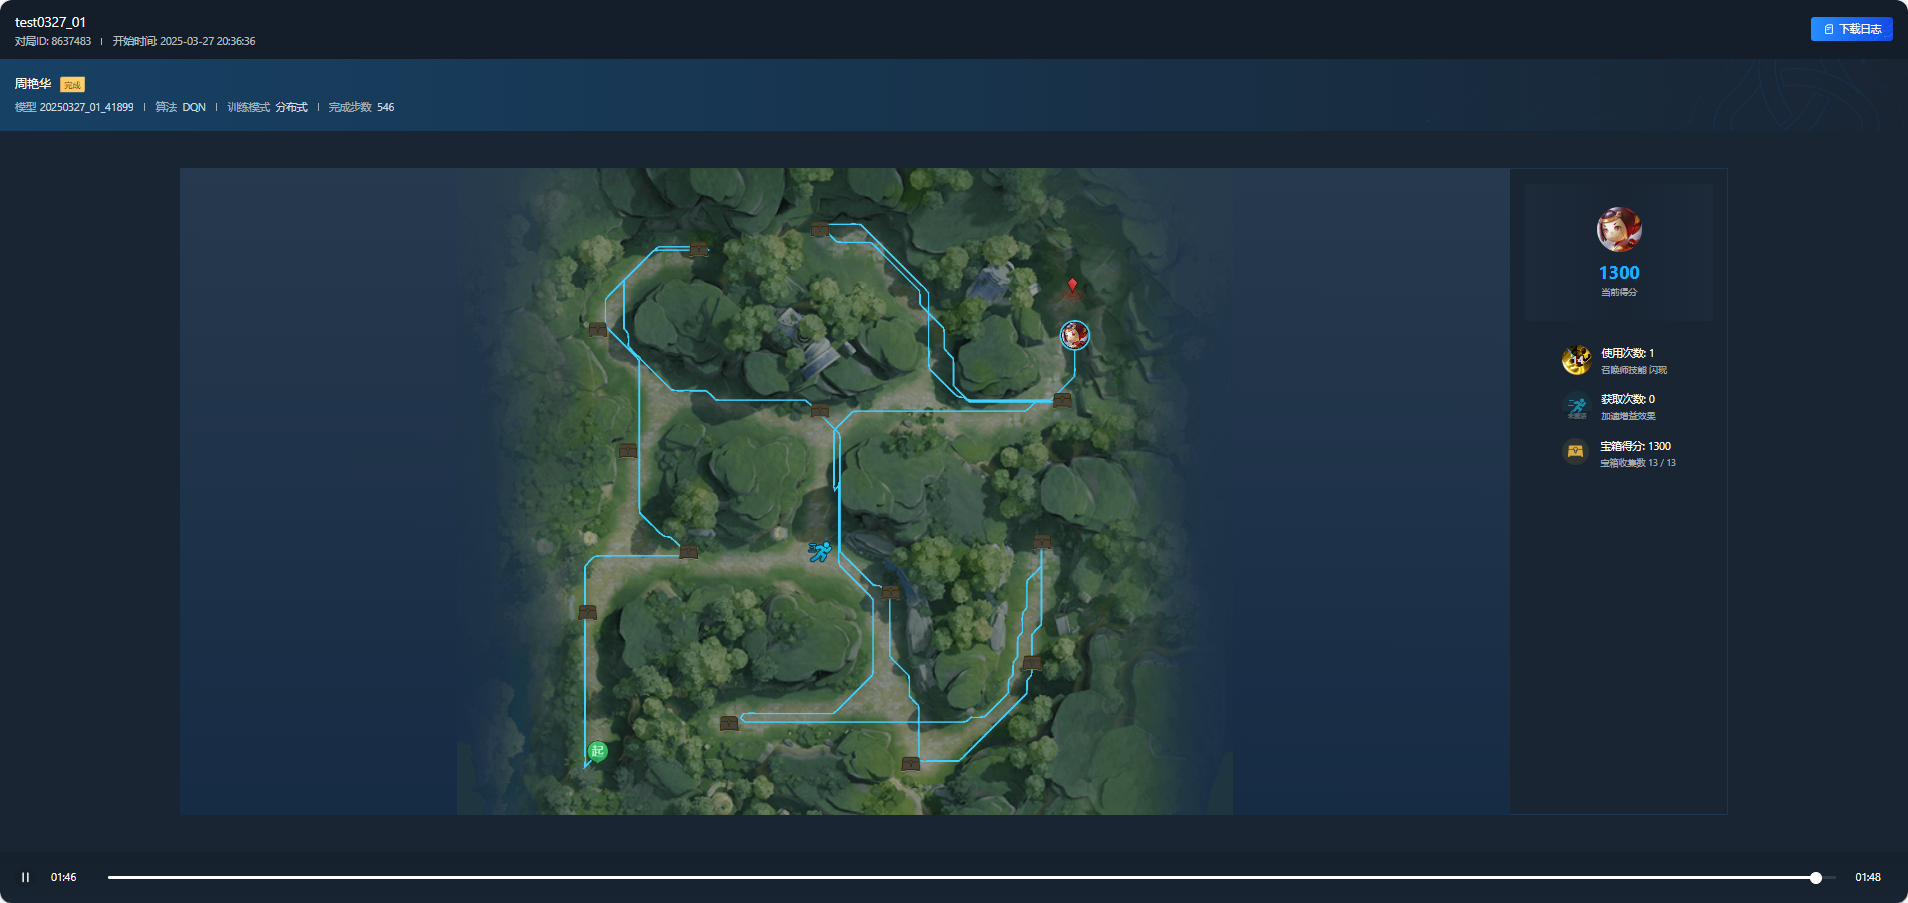 test0327_01
下载日志
对局ID: 8637483 开始时间: 2025-03-27 20:36:36
周艳华 完成
模型 20250327_01_41899 算法 DQN 训练模式 分布式 完成步数 546
起
1300
当前得分
14
使用次数: 1
召唤师技能 闪现
获取次数: 0
加速增益效果
宝箱得分: 1300
宝箱收集数 13 / 13
01:46
01:48